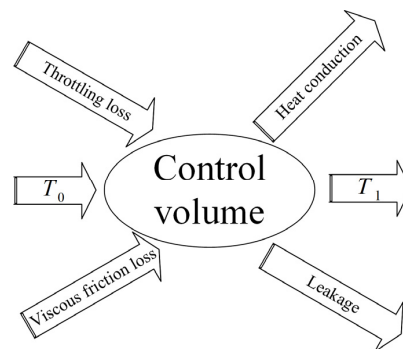 Throttling loss
Heat conduction
T0
Control
volume
T1
Viscous friction loss
Leakage